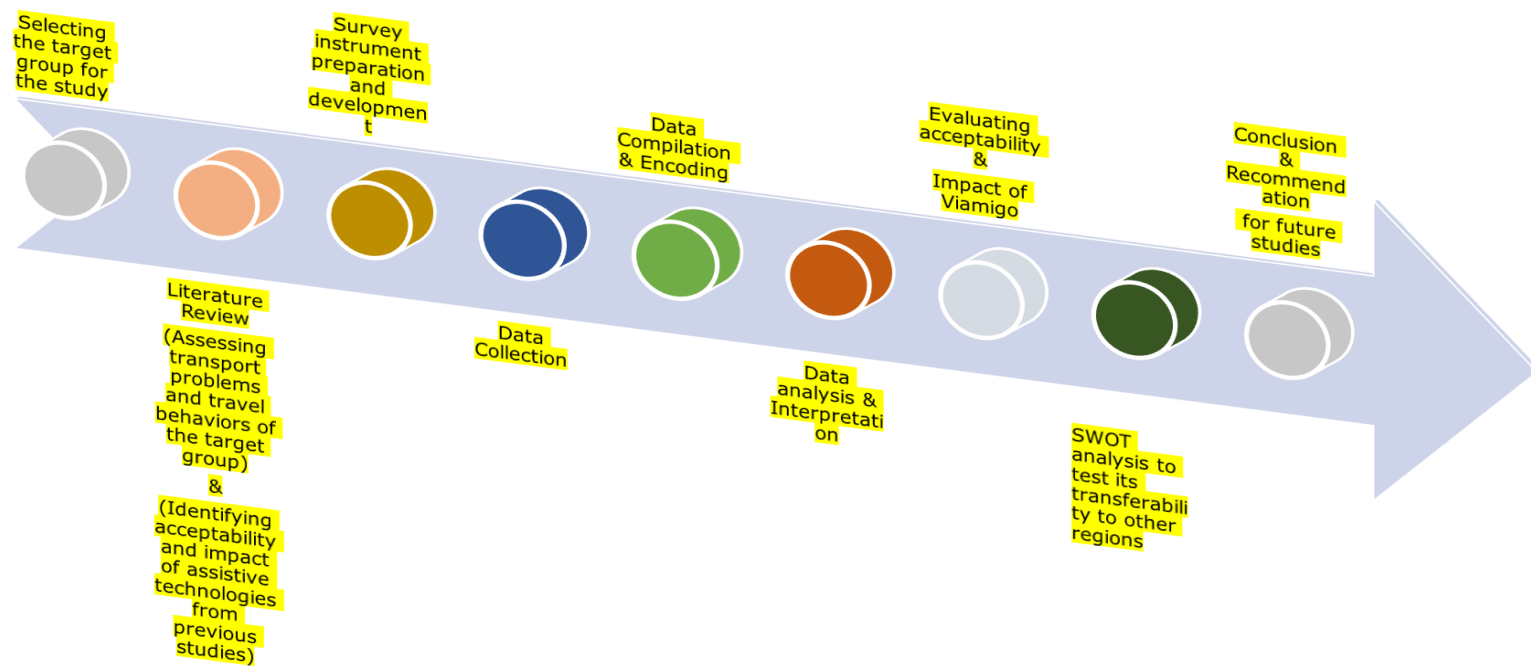 Selecting
the target
group for
the study
Literature
Review
(Assessing
transport
problems
and travel
behaviors of
the target
group)
&
(Identifying
acceptability
and impact
of assistive
technologies
from
previous
studies)
Survey
instrument
preparation
and
developmen
t
Data
Collection
Data
Compilation
& Encoding
Data
analysis &
Interpretati
on
Evaluating
acceptability
&
Impact of
Viamigo
SWOT
analysis to
test its
transferabili
ty to other
regions
Conclusion
&
Recommend
ation
for future
studies